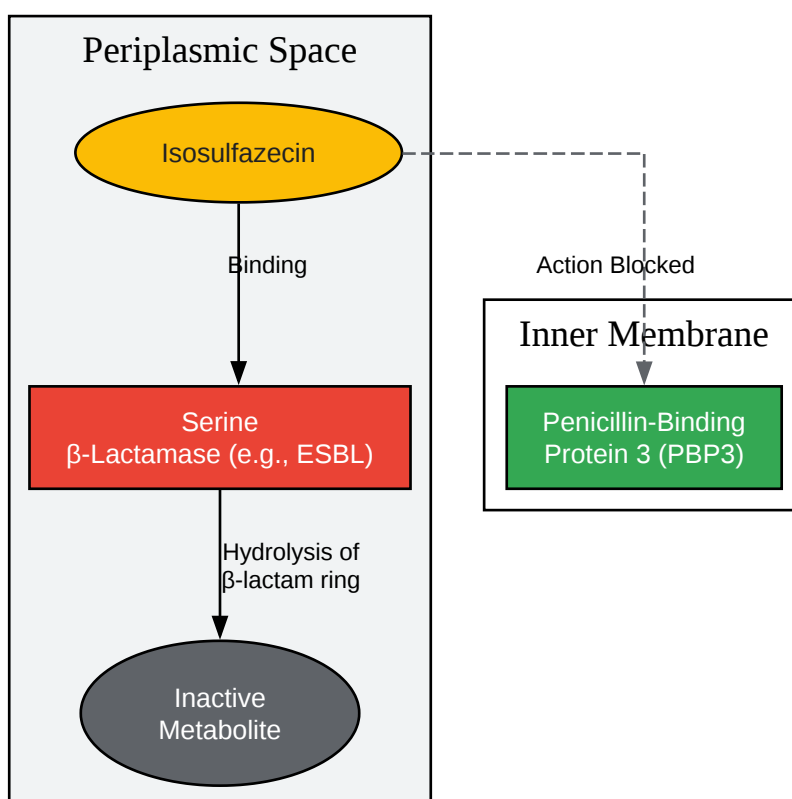 Periplasmic Space
Isosulfazecin
Binding
Action Blocked
Inner Membrane
Serine
β-Lactamase (e.g., ESBL)
Penicillin-Binding
Protein 3 (PBP3)
Hydrolysis of
β-lactam ring
Inactive
Metabolite